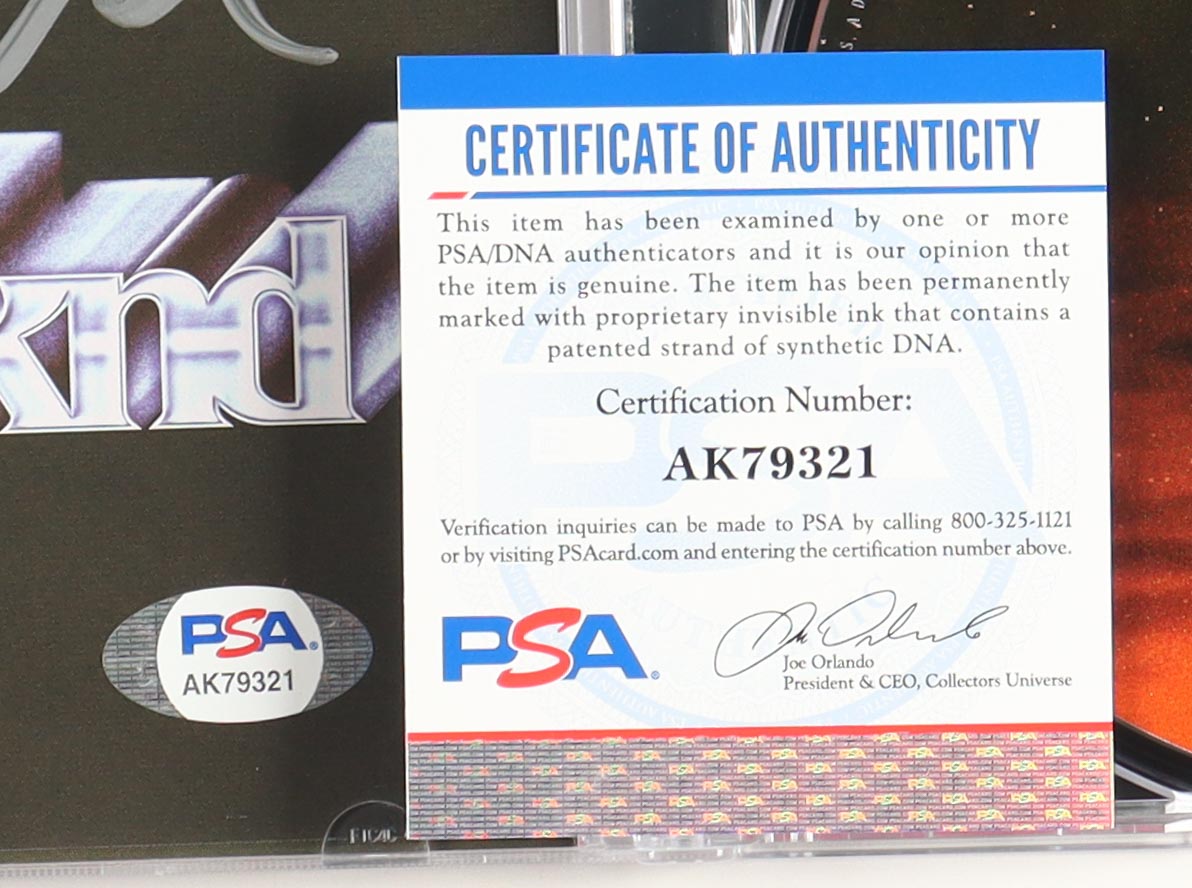 CERTIFICATE OF AUTHENTICITY
This item has been examined by one or more
PSA/DNA authenticators and it is our opinion that
the item is genuine. The item has been permanently
marked with proprietary invisible ink that contains a
patented strand of synthetic DNA.
Certification Number:
AK79321
Verification inquiries can be made to PSA by calling 800-325-1121
or by visiting PSAcard.com and entering the certification number above.
PSA®
Joe Orlando
President & CEO, Collectors Universe
knd
PSA®
AK79321